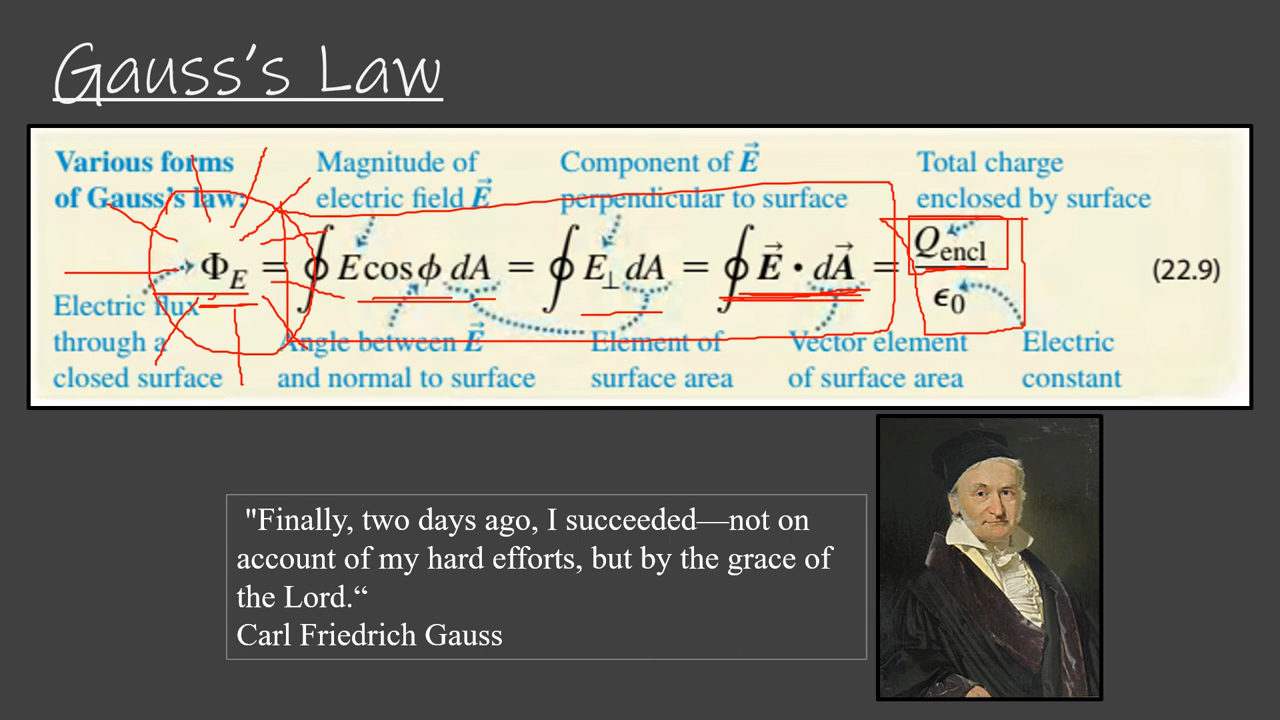 Gauss's Law
Various forms
of Gauss's law:
Magnitude of
electric field E⃗
Component of E⃗
perpendicular to surface
Total charge
enclosed by surface
Φ_E = ∮ E cos ϕ dA = ∮ E_⊥ dA = ∮ E⃗ · dA⃗ = Q_encl / ϵ_0 (22.9)
Electric flux
through a
closed surface
Angle between E⃗
and normal to surface
Element of
surface area
Vector element
of surface area
Electric
constant
"Finally, two days ago, I succeeded—not on
account of my hard efforts, but by the grace of
the Lord.“
Carl Friedrich Gauss